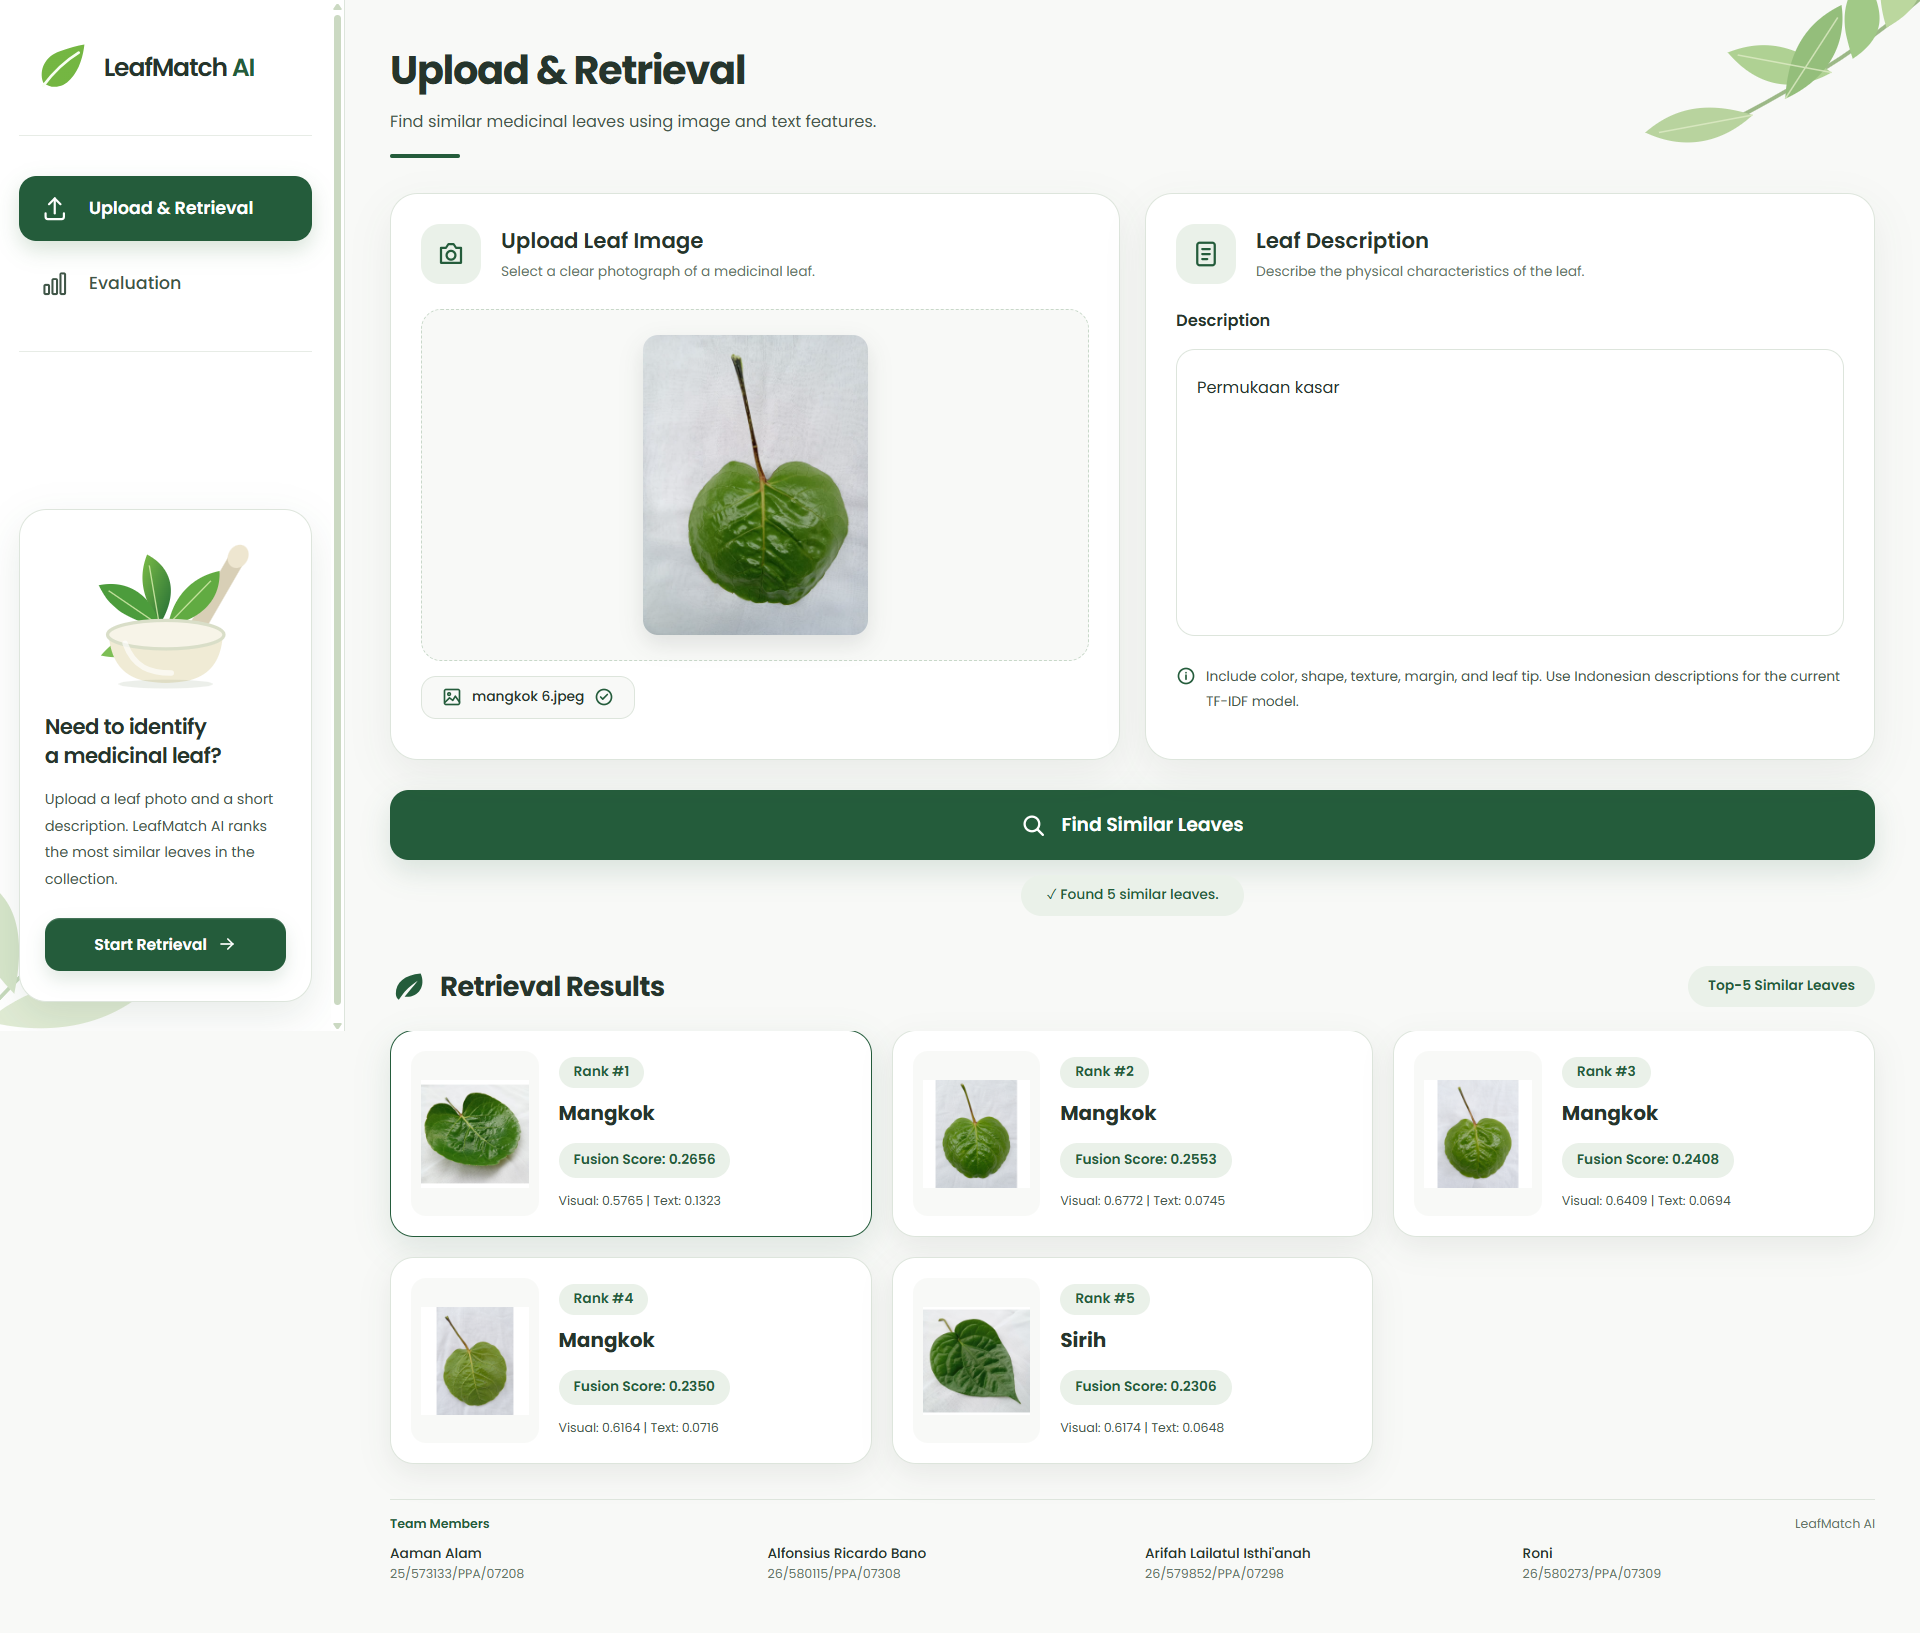 LeafMatch AI
Upload & Retrieval
Evaluation
Need to identify
a medicinal leaf?
Upload a leaf photo and a short
description. LeafMatch AI ranks
the most similar leaves in the
collection.
Start Retrieval →
Upload & Retrieval
Find similar medicinal leaves using image and text features.
Upload Leaf Image
Select a clear photograph of a medicinal leaf.
mangkok 6.jpeg
Leaf Description
Describe the physical characteristics of the leaf.
Description
Permukaan kasar
Include color, shape, texture, margin, and leaf tip. Use Indonesian descriptions for the current
TF-IDF model.
Find Similar Leaves
✓ Found 5 similar leaves.
Retrieval Results
Top-5 Similar Leaves
Rank #1
Mangkok
Fusion Score: 0.2656
Visual: 0.5765 | Text: 0.1323
Rank #2
Mangkok
Fusion Score: 0.2553
Visual: 0.6772 | Text: 0.0745
Rank #3
Mangkok
Fusion Score: 0.2408
Visual: 0.6409 | Text: 0.0694
Rank #4
Mangkok
Fusion Score: 0.2350
Visual: 0.6164 | Text: 0.0716
Rank #5
Sirih
Fusion Score: 0.2306
Visual: 0.6174 | Text: 0.0648
Team Members
LeafMatch AI
Aaman Alam
25/573133/PPA/07208
Alfonsius Ricardo Bano
26/580115/PPA/07308
Arifah Lailatul Isthi'anah
26/579852/PPA/07298
Roni
26/580273/PPA/07309